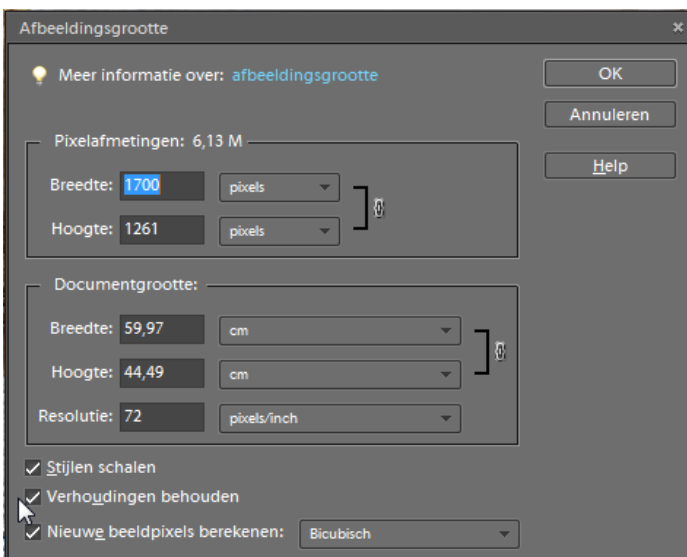 Afbeeldingsgrootte
Meer informatie over: afbeeldingsgrootte
OK
Annuleren
Help
Pixelafmetingen: 6,13 M
Breedte: 1700 pixels
Hoogte: 1261 pixels
Documentgrootte:
Breedte: 59,97 cm
Hoogte: 44,49 cm
Resolutie: 72 pixels/inch
Stijlen schalen
Verhoudingen behouden
Nieuwe beeldpixels berekenen: Bicubisch